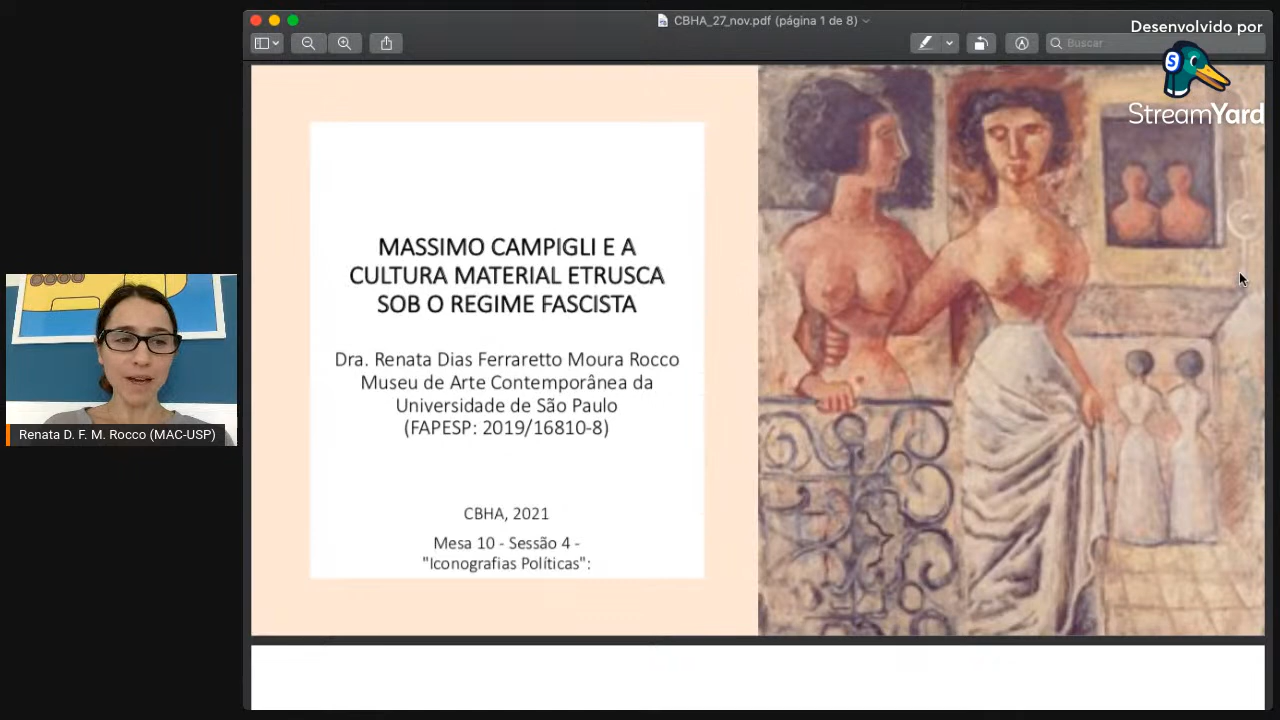 CBHA_27_nov.pdf (página 1 de 8)
Desenvolvido por
Buscar
S
StreamYard
MASSIMO CAMPIGLI E A
CULTURA MATERIAL ETRUSCA
SOB O REGIME FASCISTA
Dra. Renata Dias Ferraretto Moura Rocco
Museu de Arte Contemporânea da
Universidade de São Paulo
(FAPESP: 2019/16810-8)
CBHA, 2021
Mesa 10 - Sessão 4 -
"Iconografias Políticas":
Renata D. F. M. Rocco (MAC-USP)